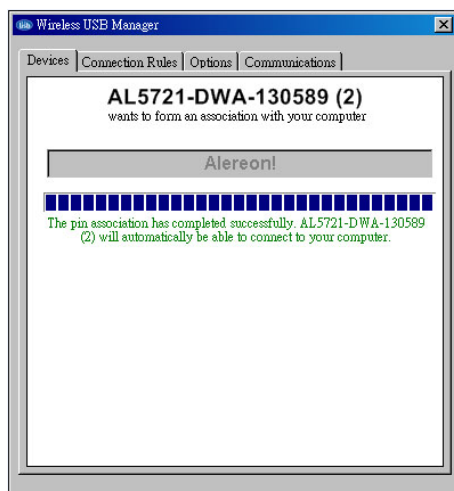 Wireless USB Manager
Devices Connection Rules Options Communications
AL5721-DWA-130589 (2)
wants to form an association with your computer
Alereon!
The pin association has completed successfully. AL5721-DWA-130589
(2) will automatically be able to connect to your computer.